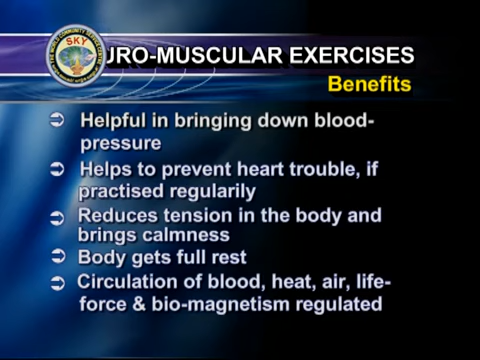 SKY
URO-MUSCULAR EXERCISES
Benefits
Helpful in bringing down blood-
pressure
Helps to prevent heart trouble, if
practised regularily
Reduces tension in the body and
brings calmness
Body gets full rest
Circulation of blood, heat, air, life-
force & bio-magnetism regulated